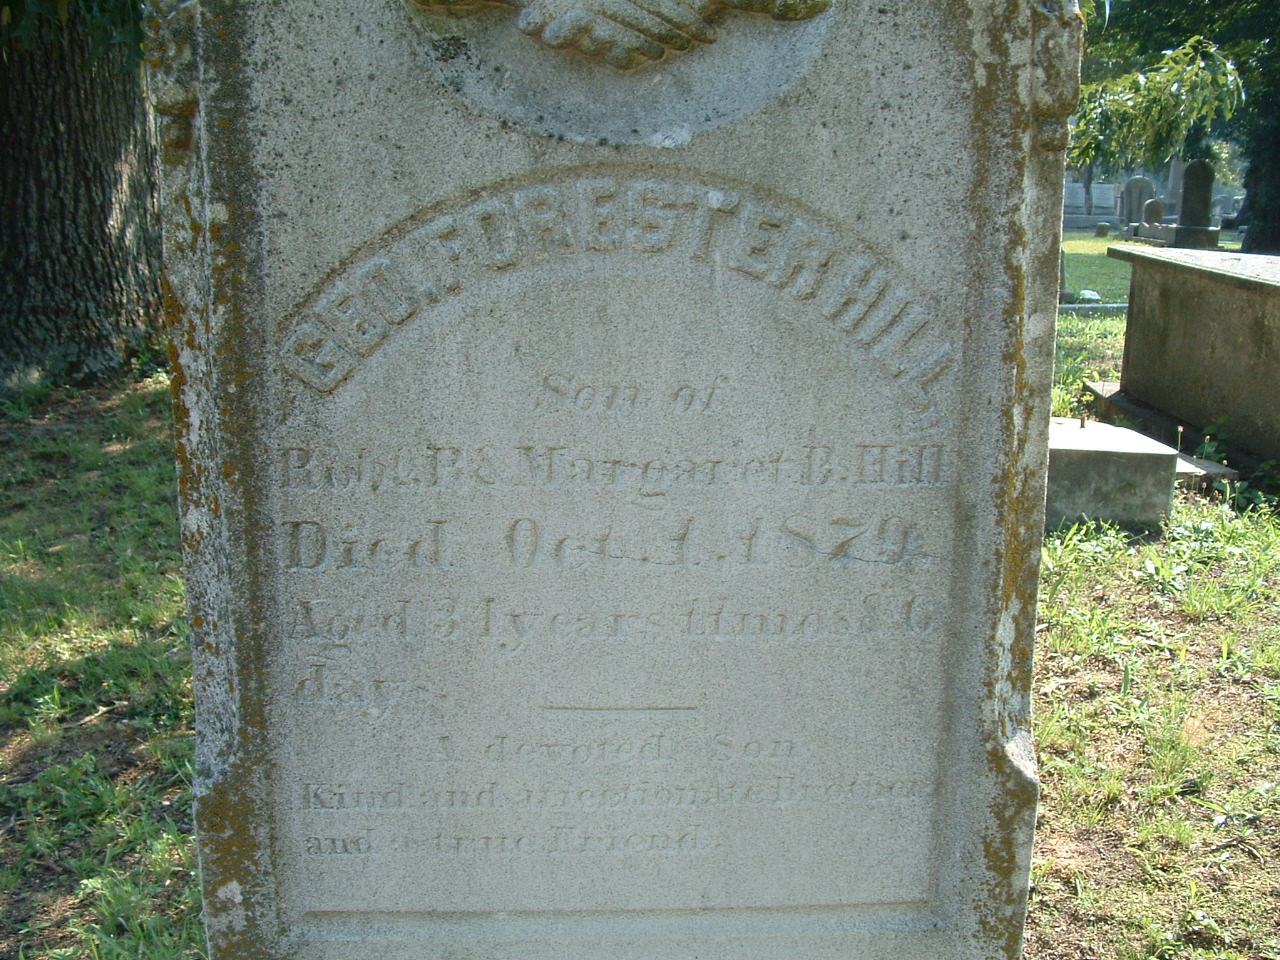 GEO. FORESTER HILL
Son of
Robt. P. & Margaret B. Hill
Died Oct. 1. 1879.
Aged 31 years 11 mos & 6
days.
A devoted Son
Kind and affectionate Brother
and a true Friend.